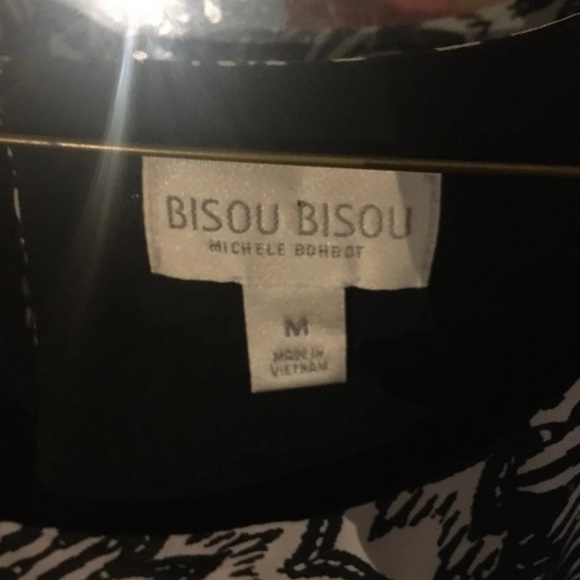 BISOU BISOU
MICHELE BOHBOT
M
MADE IN
VIETNAM